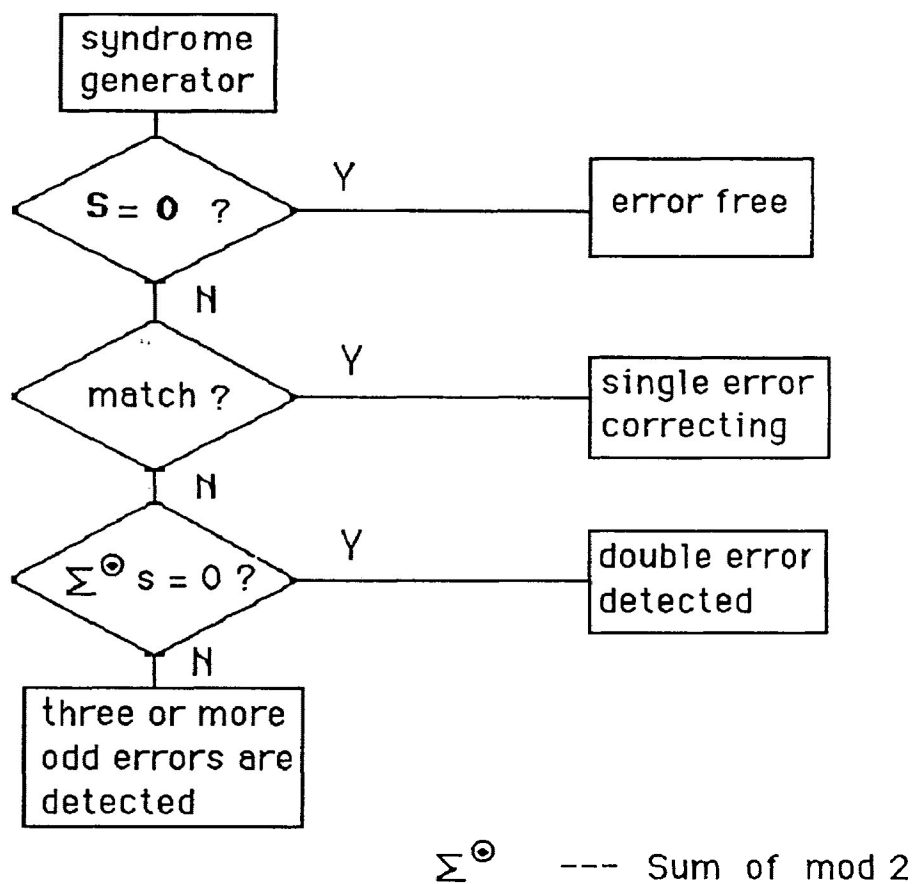 syndrome
generator
S = 0 ?
Y
error free
N
match ?
Y
single error
correcting
N
Σ⊙ s = 0 ?
Y
double error
detected
N
three or more
odd errors are
detected
Σ⊙ --- Sum of mod 2